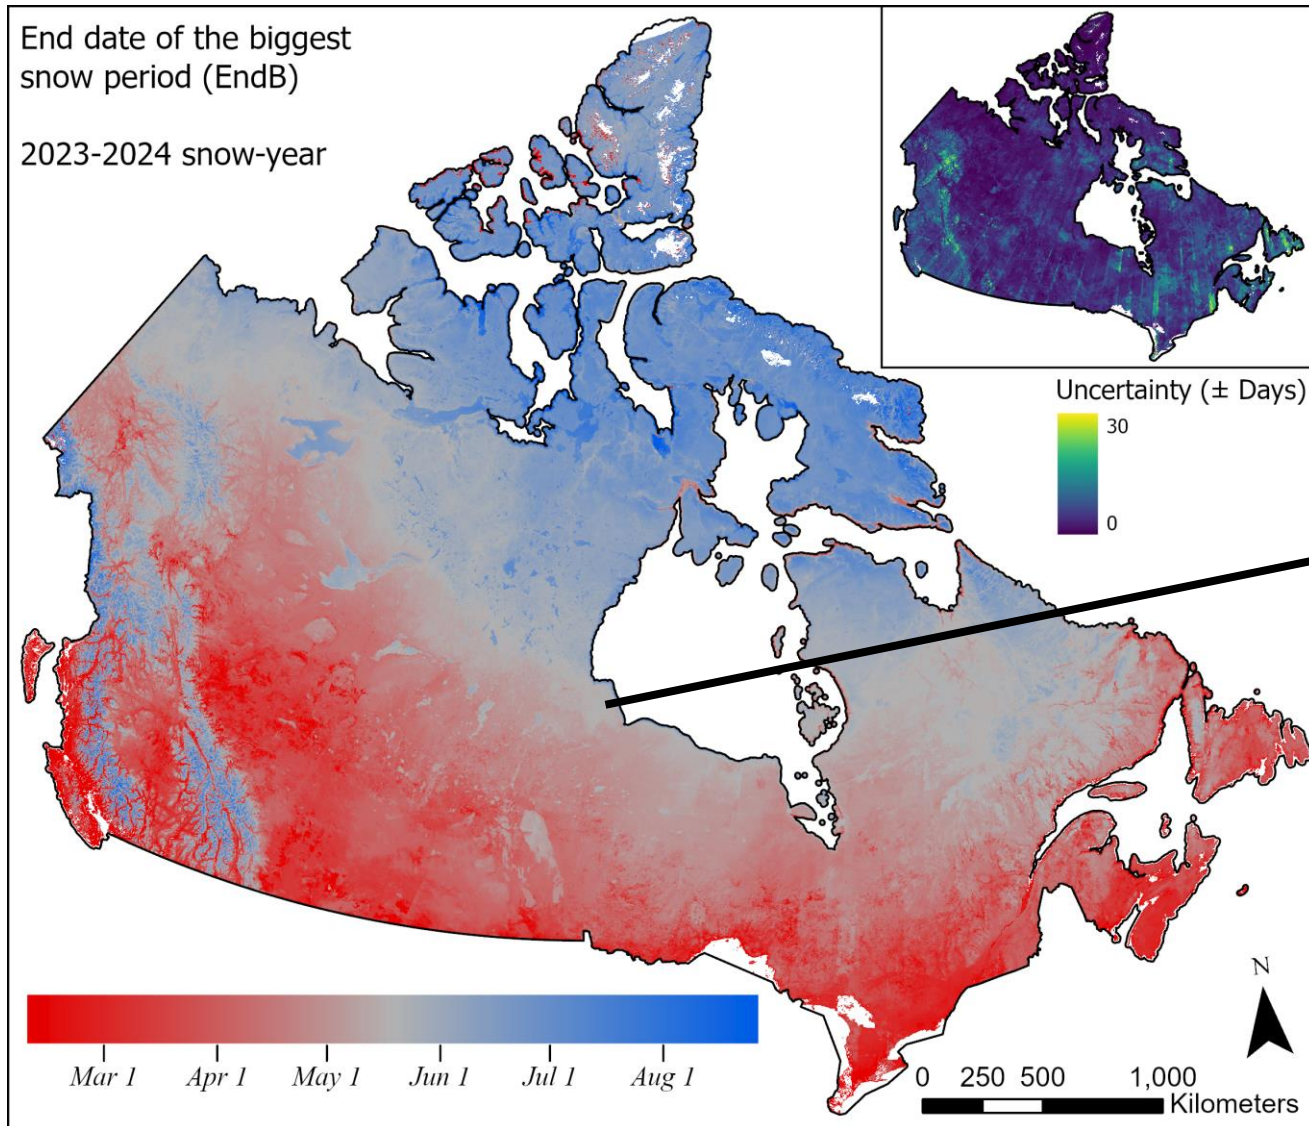 End date of the biggest
snow period (EndB)
2023-2024 snow-year
Uncertainty (± Days)
30
0
N
Mar 1 Apr 1 May 1 Jun 1 Jul 1 Aug 1
0 250 500 1,000
Kilometers